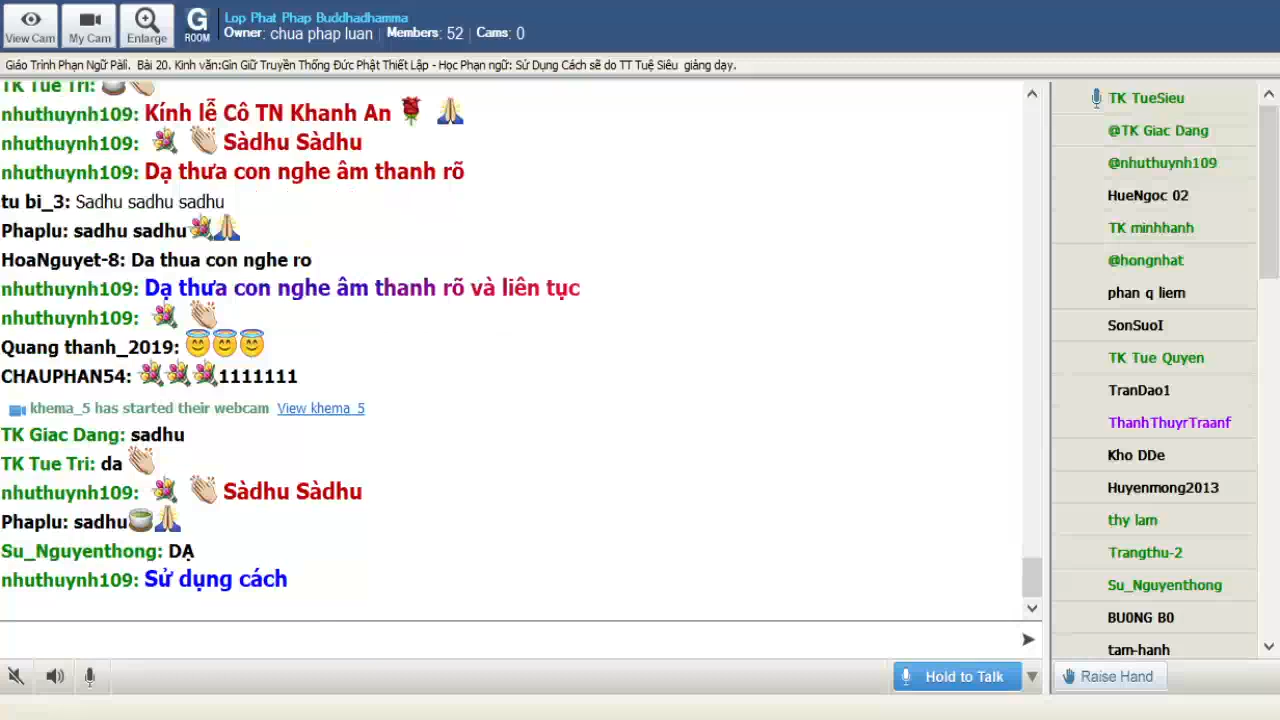 View Cam
My Cam
Enlarge
G
ROOM
Lop Phat Phap Buddhadhamma
Owner: chua phap luan | Members: 52 | Cams: 0
Giáo Trình Phạn Ngữ Pàli. Bài 20. Kinh văn:Gìn Giữ Truyền Thống Đức Phật Thiết Lập - Học Phạn ngữ: Sử Dụng Cách sẽ do TT Tuệ Siêu giảng dạy.
TK Tue Tri:
nhuthuynh109: Kính lễ Cô TN Khanh An
nhuthuynh109: Sàdhu Sàdhu
nhuthuynh109: Dạ thưa con nghe âm thanh rõ
tu bi_3: Sadhu sadhu sadhu
Phaplu: sadhu sadhu
HoaNguyet-8: Da thua con nghe ro
nhuthuynh109: Dạ thưa con nghe âm thanh rõ và liên tục
nhuthuynh109:
Quang thanh_2019:
CHAUPHAN54: 1111111
khema_5 has started their webcam View khema_5
TK Giac Dang: sadhu
TK Tue Tri: da
nhuthuynh109: Sàdhu Sàdhu
Phaplu: sadhu
Su_Nguyenthong: DẠ
nhuthuynh109: Sử dụng cách
Hold to Talk
TK TueSieu
@TK Giac Dang
@nhuthuynh109
HueNgoc 02
TK minhhanh
@hongnhat
phan q liem
SonSuoI
TK Tue Quyen
TranDao1
ThanhThuyrTraanf
Kho DDe
Huyenmong2013
thy lam
Trangthu-2
Su_Nguyenthong
BU0NG B0
tam-hanh
Raise Hand